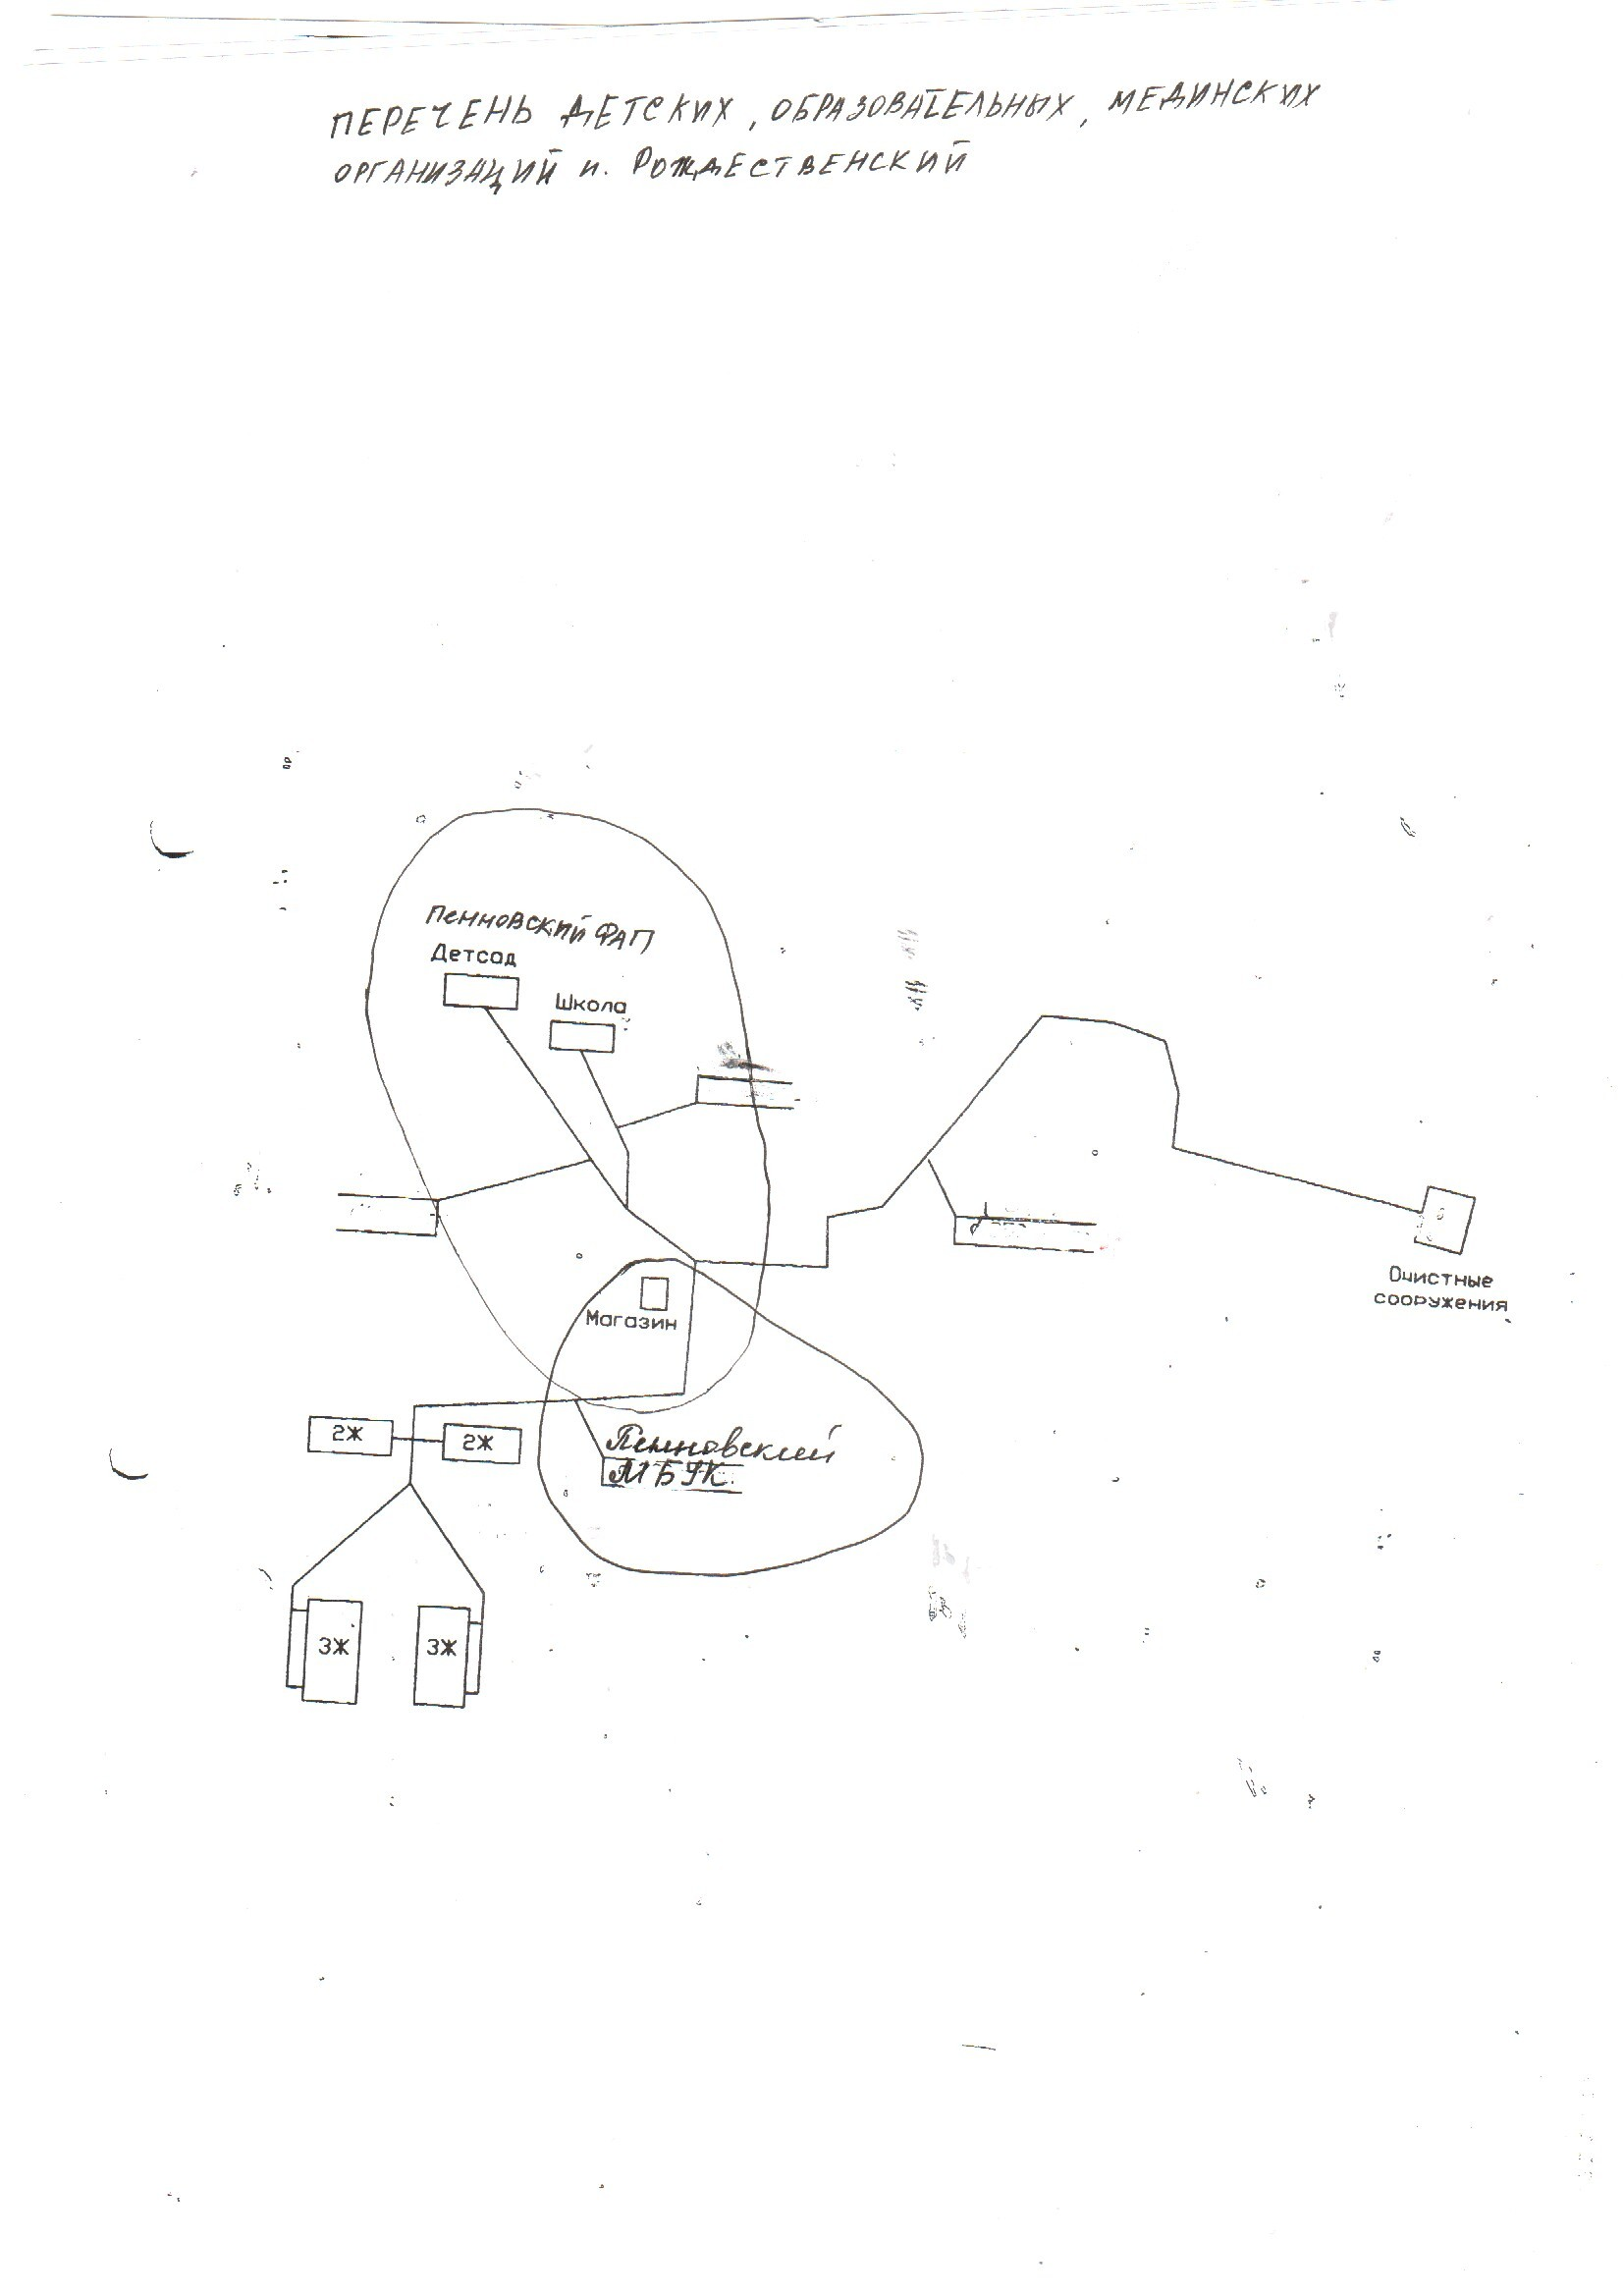 ПЕРЕЧЕНЬ ДЕТСКИХ, ОБРАЗОВАТЕЛЬНЫХ, МЕДИНСКИХ
ОРГАНИЗАЦИЙ п. РОЖДЕСТВЕНСКИЙ
ПЕННОВСКИЙ ФАП
Детсад
Школа
Магазин
Очистные
сооружения
2Ж
2Ж
Пенновский
МБУК.
3Ж
3Ж